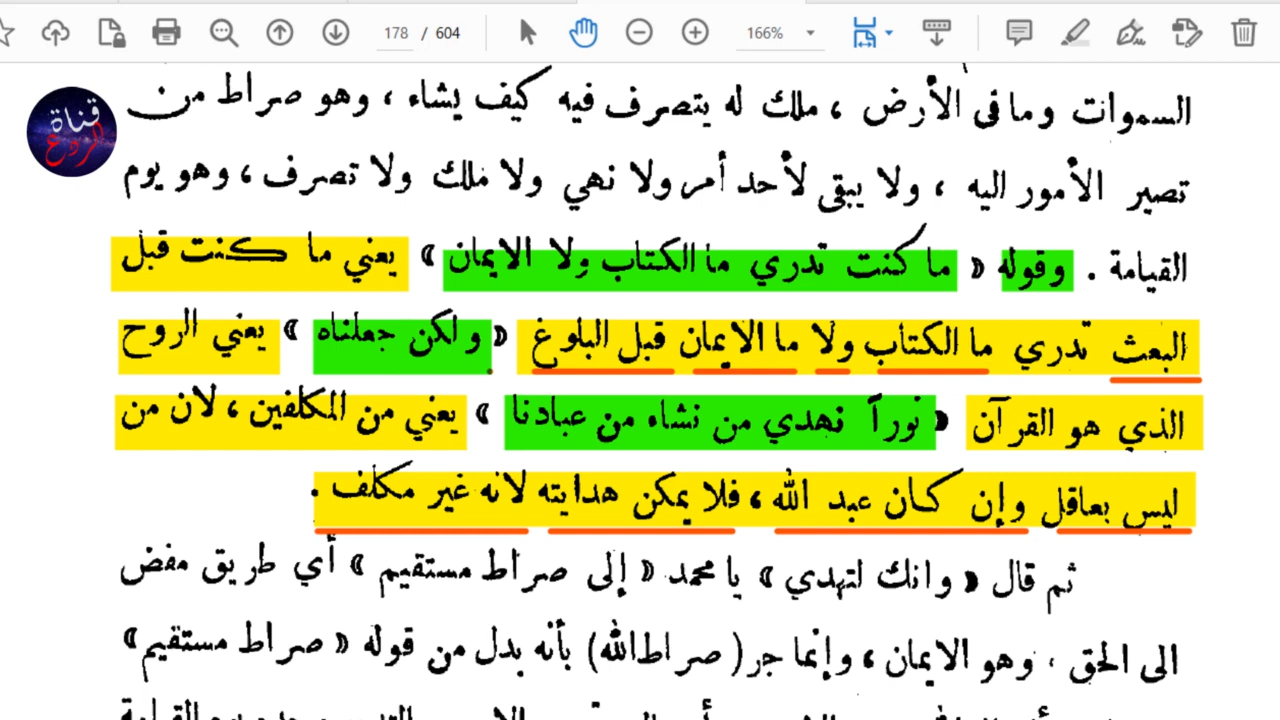 178 / 604
166%
قناة
الردع
السموات وما فى الأرض ، ملك له يتصرف فيه كيف يشاء ، وهو صراط من
تصير الأمور اليه ، ولا يبقى لأحد أمر ولا نهي ولا ملك ولا تصرف ، وهو يوم
القيامة . وقوله « ما كنت تدري ما الكتاب ولا الايمان » يعني ما كنت قبل
البعث تدري ما الكتاب ولا ما الايمان قبل البلوغ « ولكن جعلناه » يعني الروح
الذي هو القرآن « نوراً نهدي من نشاء من عبادنا » يعني من المكلفين ، لان من
ليس بعاقل وإن كان عبد الله ، فلا يمكن هدايته لانه غير مكلف .
ثم قال « وانك لتهدي » يا محمد « إلى صراط مستقيم » أي طريق مفض
الى الحق . وهو الايمان ، وإنما جر ( صراط الله ) بأنه بدل من قوله « صراط مستقيم »